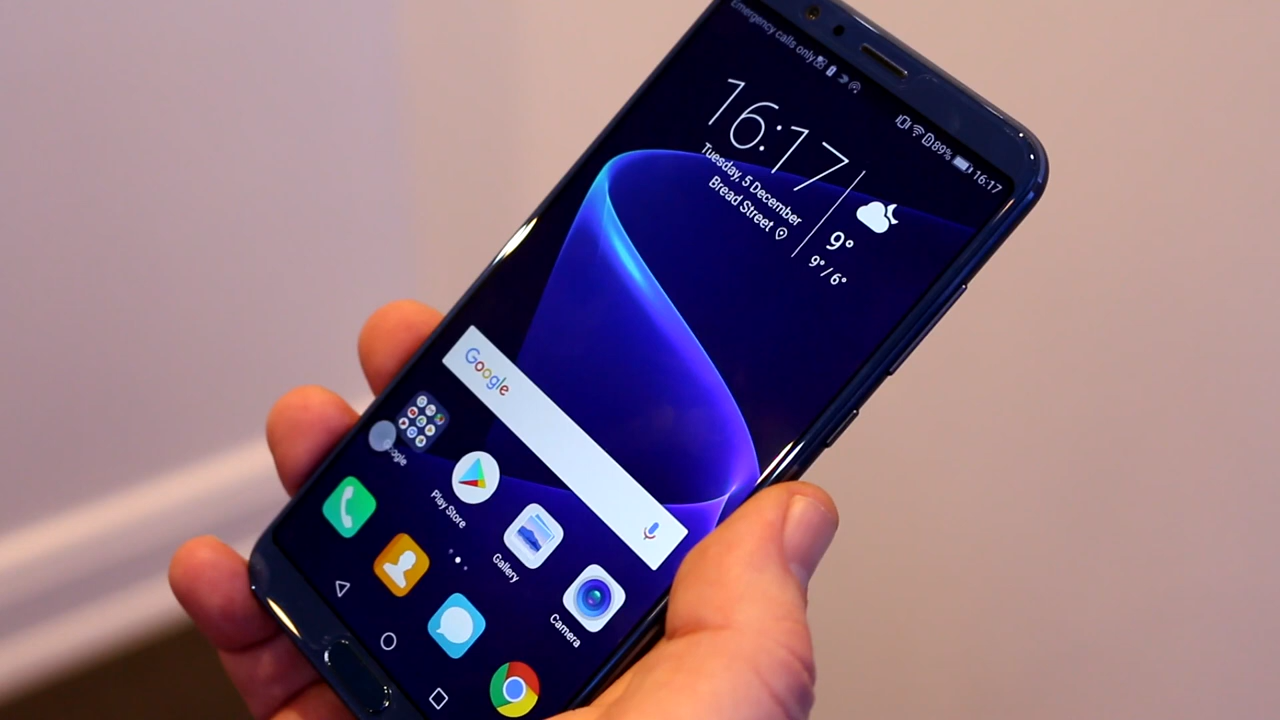 Emergency calls only
89% 16:17
16:17
Tuesday, 5 December
Bread Street
9°
9° / 6°
Google
Google
Play Store
Gallery
Camera